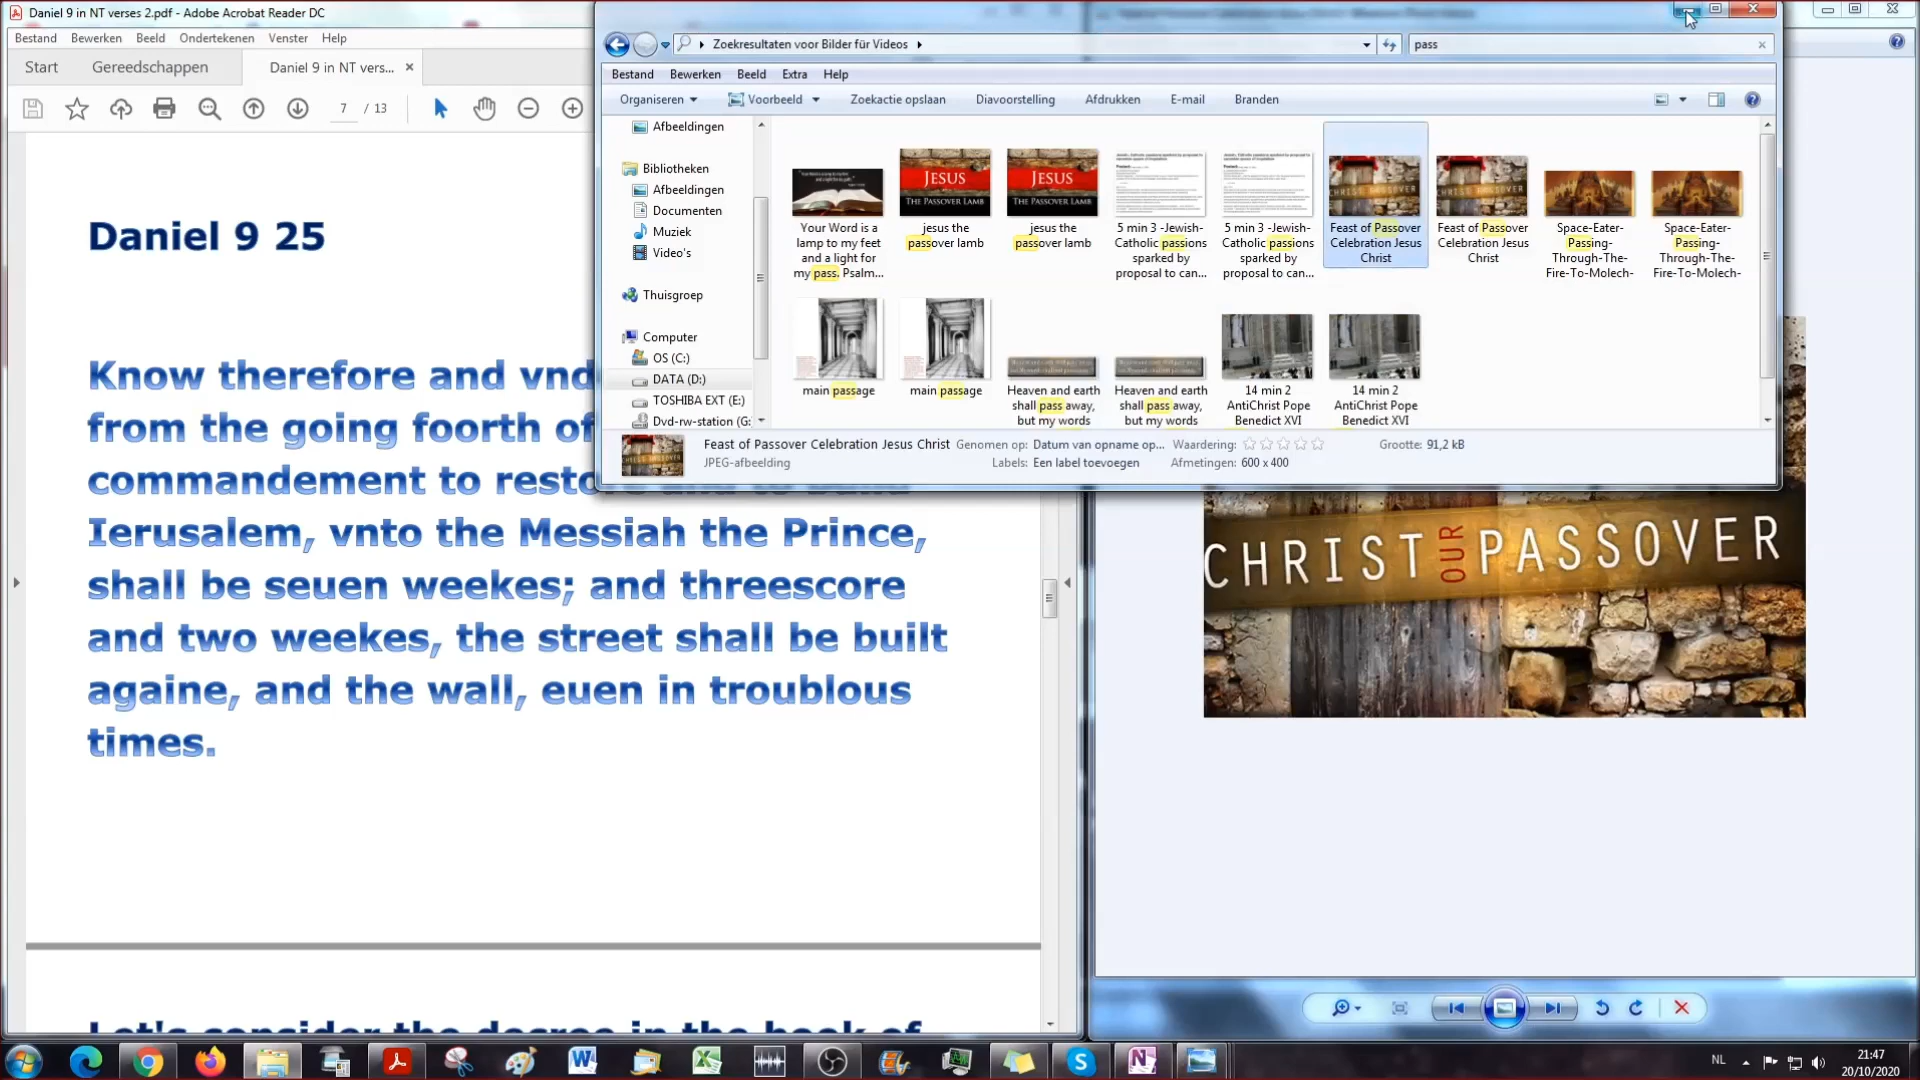 Daniel 9 in NT verses 2.pdf - Adobe Acrobat Reader DC
Bestand Bewerken Beeld Ondertekenen Venster Help
Start Gereedschappen Daniel 9 in NT vers... ×
7 / 13
Daniel 9 25
Know therefore and vnd
from the going foorth of
commandement to resto
Ierusalem, vnto the Messiah the Prince,
shall be seuen weekes; and threescore
and two weekes, the street shall be built
againe, and the wall, euen in troublous
times.
Let's consider the decree in the book of
Zoekresultaten voor Bilder für Videos
pass
Bestand Bewerken Beeld Extra Help
Organiseren Voorbeeld Zoekactie opslaan Diavoorstelling Afdrukken E-mail Branden
Afbeeldingen
Bibliotheken
Afbeeldingen
Documenten
Muziek
Video's
Thuisgroep
Computer
OS (C:)
DATA (D:)
TOSHIBA EXT (E:)
Dvd-rw-station (G:
Your Word is a
lamp to my feet
and a light for
my pass. Psalm...
JESUS
THE PASSOVER LAMB
jesus the
passover lamb
JESUS
THE PASSOVER LAMB
jesus the
passover lamb
5 min 3 -Jewish-
Catholic passions
sparked by
proposal to can...
5 min 3 -Jewish-
Catholic passions
sparked by
proposal to can...
CHRIST PASSOVER
Feast of Passover
Celebration Jesus
Christ
CHRIST PASSOVER
Feast of Passover
Celebration Jesus
Christ
Space-Eater-
Passing-
Through-The-
Fire-To-Molech-
Space-Eater-
Passing-
Through-The-
Fire-To-Molech-
main passage
main passage
Heaven and earth
shall pass away,
but my words
Heaven and earth
shall pass away,
but my words
14 min 2
AntiChrist Pope
Benedict XVI
14 min 2
AntiChrist Pope
Benedict XVI
Feast of Passover Celebration Jesus Christ Genomen op: Datum van opname op... Waardering: Grootte: 91,2 kB
JPEG-afbeelding Labels: Een label toevoegen Afmetingen: 600 x 400
CHRIST OUR PASSOVER
NL
21:47
20/10/2020